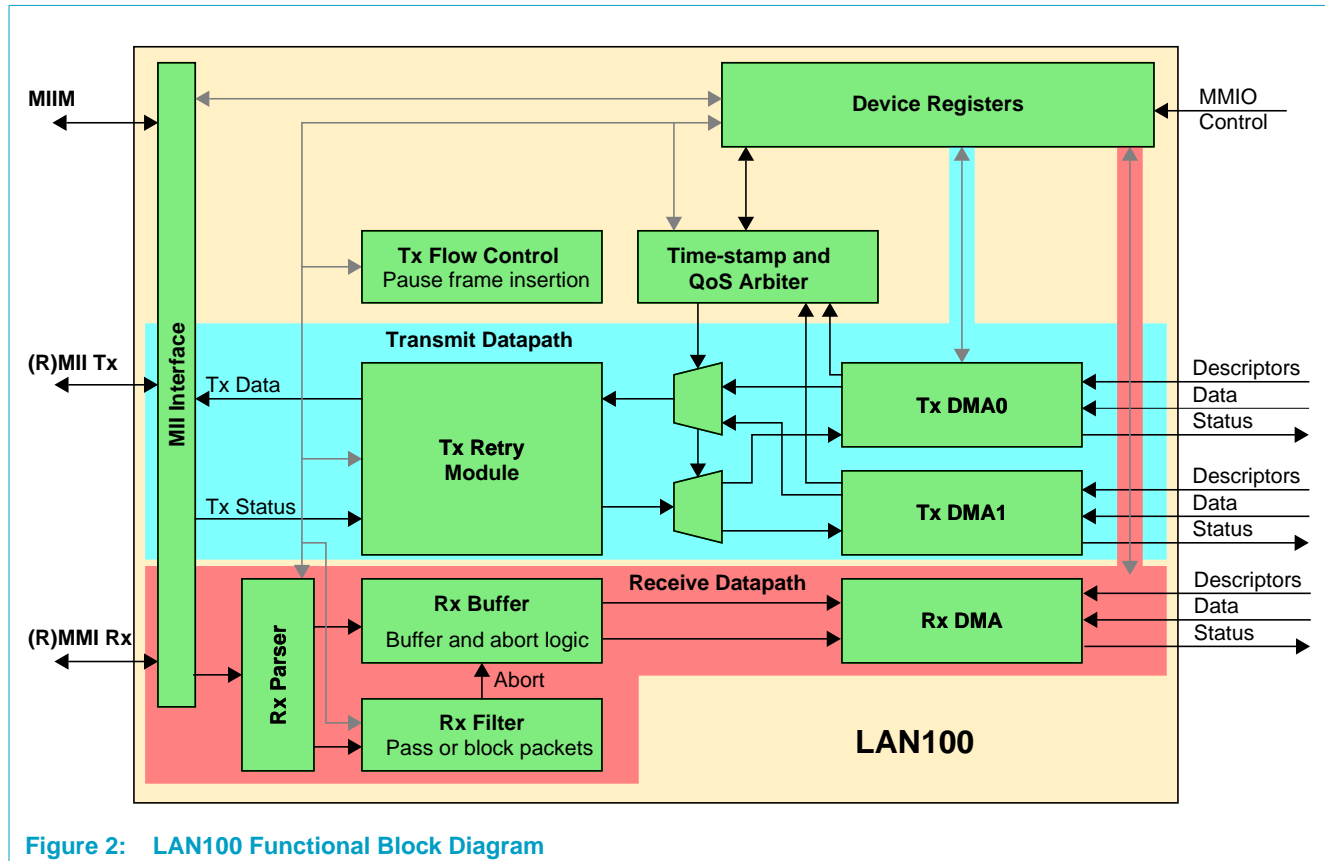 MIIM
Device Registers
MMIO
Control
Tx Flow Control
Pause frame insertion
Time-stamp and
QoS Arbiter
MII Interface
Transmit Datapath
(R)MII Tx
Tx Data
Tx Retry
Module
Tx Status
Tx DMA0
Descriptors
Data
Status
Tx DMA1
Descriptors
Data
Status
Receive Datapath
(R)MMI Rx
Rx Parser
Rx Buffer
Buffer and abort logic
Abort
Rx Filter
Pass or block packets
Rx DMA
Descriptors
Data
Status
LAN100
Figure 2: LAN100 Functional Block Diagram